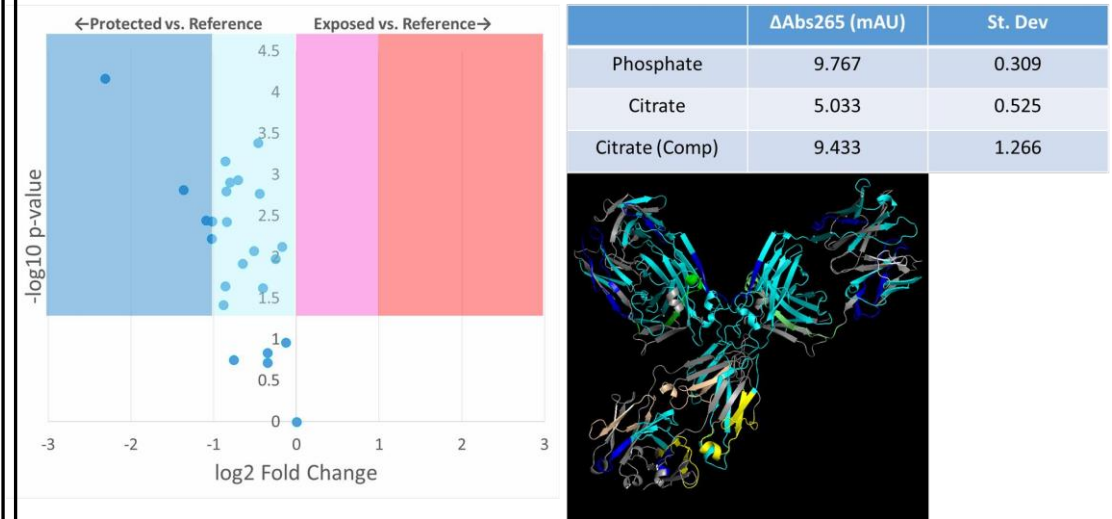 ←Protected vs. Reference
Exposed vs. Reference→
4.5
4
3.5
3
2.5
2
1.5
1
0.5
0
-3
-2
-1
0
1
2
3
-log10 p-value
log2 Fold Change
ΔAbs265 (mAU) St. Dev
Phosphate 9.767 0.309
Citrate 5.033 0.525
Citrate (Comp) 9.433 1.266